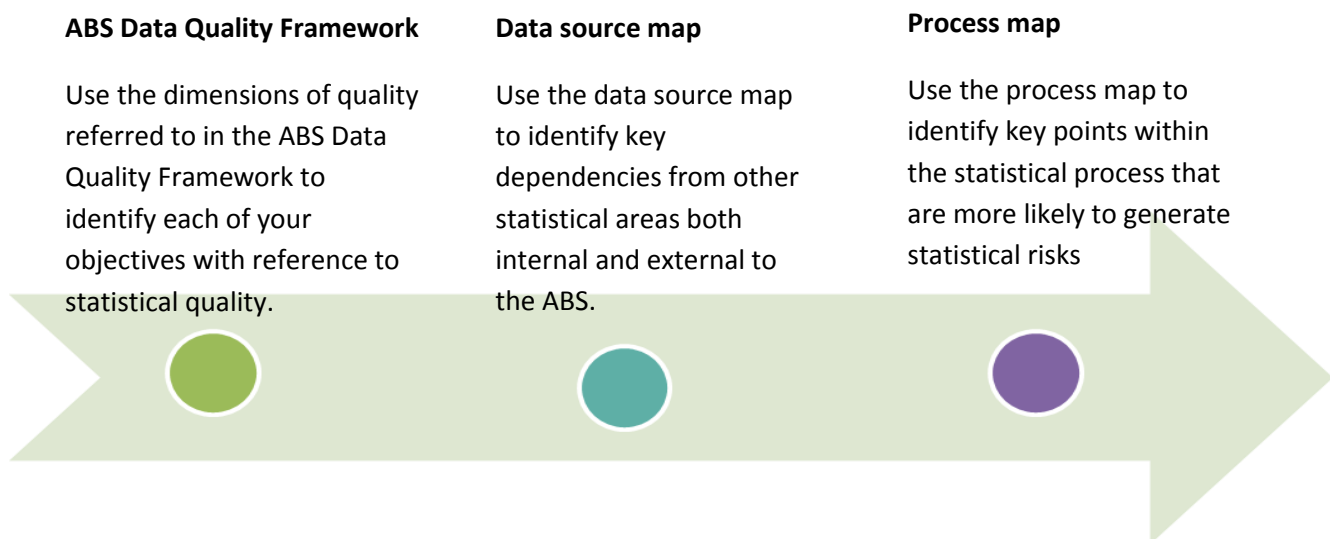 ABS Data Quality Framework
Use the dimensions of quality
referred to in the ABS Data
Quality Framework to
identify each of your
objectives with reference to
statistical quality.
Data source map
Use the data source map
to identify key
dependencies from other
statistical areas both
internal and external to
the ABS.
Process map
Use the process map to
identify key points within
the statistical process that
are more likely to generate
statistical risks